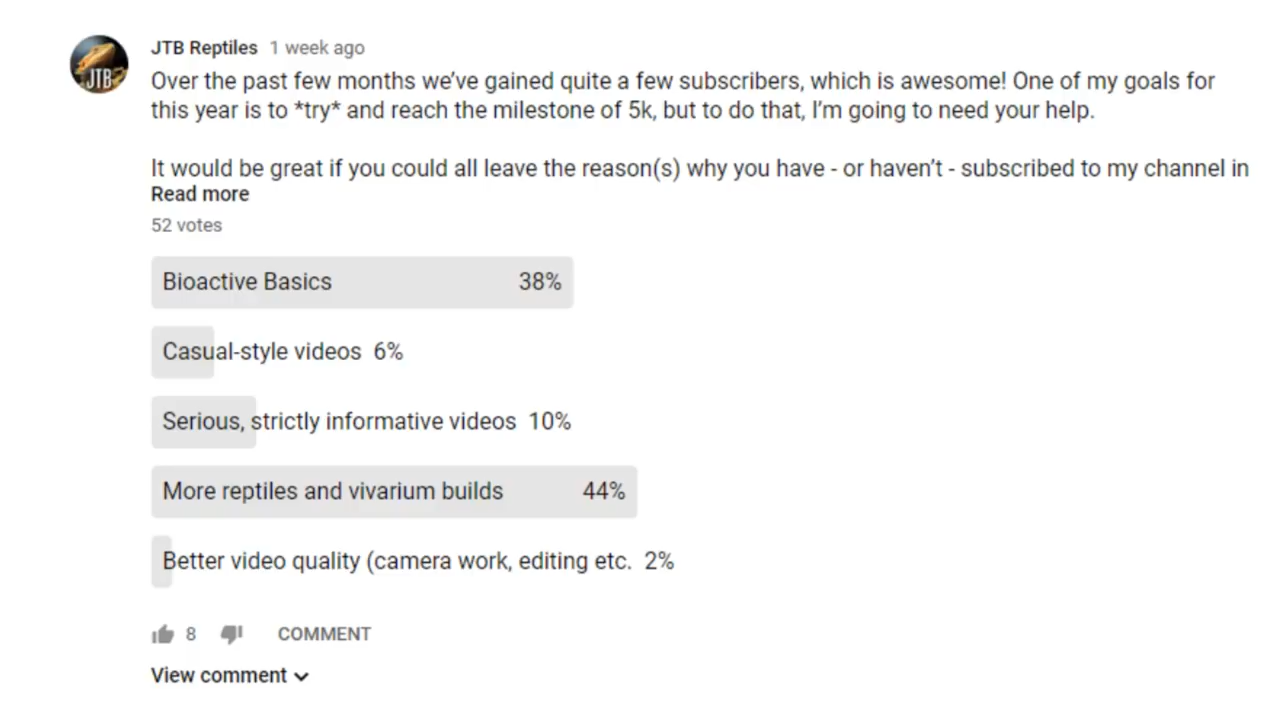 JTB Reptiles 1 week ago
Over the past few months we've gained quite a few subscribers, which is awesome! One of my goals for
this year is to *try* and reach the milestone of 5k, but to do that, I'm going to need your help.
It would be great if you could all leave the reason(s) why you have - or haven't - subscribed to my channel in
Read more
52 votes
Bioactive Basics 38%
Casual-style videos 6%
Serious, strictly informative videos 10%
More reptiles and vivarium builds 44%
Better video quality (camera work, editing etc. 2%
8 COMMENT
View comment
JTB